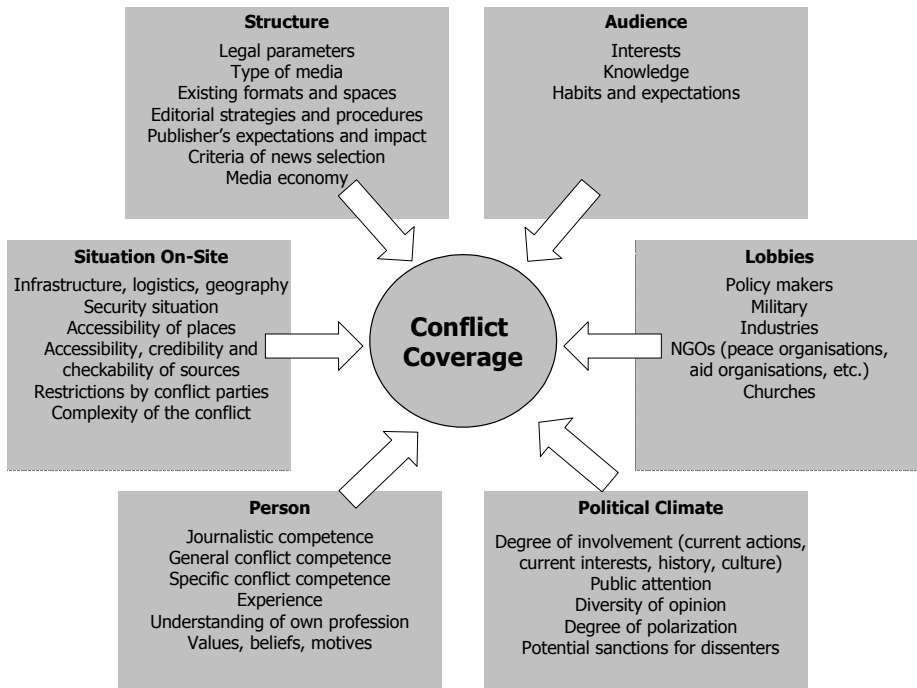 Structure
Legal parameters
Type of media
Existing formats and spaces
Editorial strategies and procedures
Publisher's expectations and impact
Criteria of news selection
Media economy
Audience
Interests
Knowledge
Habits and expectations
Situation On-Site
Infrastructure, logistics, geography
Security situation
Accessibility of places
Accessibility, credibility and
checkability of sources
Restrictions by conflict parties
Complexity of the conflict
Conflict
Coverage
Lobbies
Policy makers
Military
Industries
NGOs (peace organisations,
aid organisations, etc.)
Churches
Person
Journalistic competence
General conflict competence
Specific conflict competence
Experience
Understanding of own profession
Values, beliefs, motives
Political Climate
Degree of involvement (current actions,
current interests, history, culture)
Public attention
Diversity of opinion
Degree of polarization
Potential sanctions for dissenters